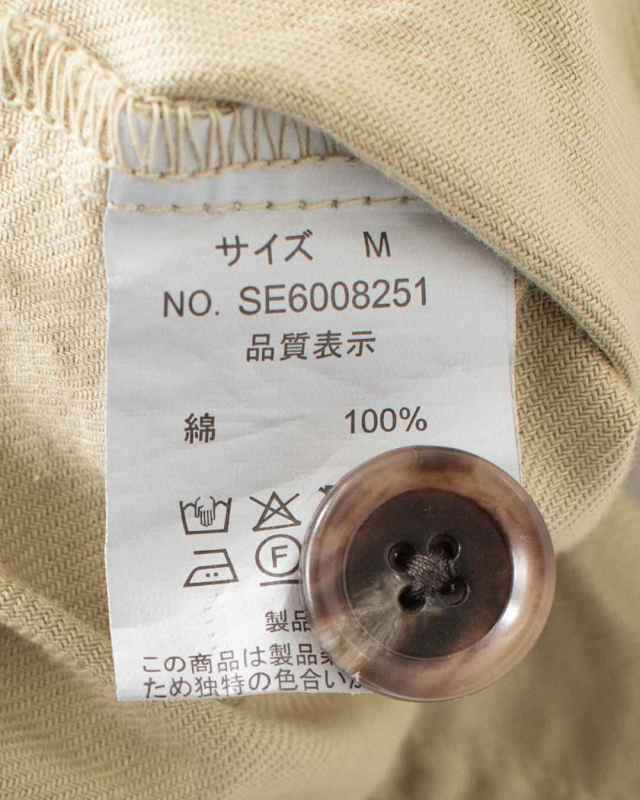 サイズ M
NO. SE6008251
品質表示
綿 100%
F
製品
この商品は製品
ため独特の色合い